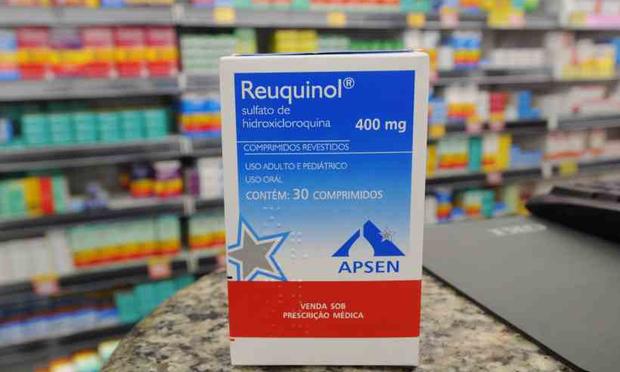 Reuquinol®
sulfato de
hidroxicloroquina 400 mg
COMPRIMIDOS REVESTIDOS
USO ADULTO E PEDIÁTRICO
USO ORAL
CONTÉM: 30 COMPRIMIDOS
APSEN
VENDA SOB
PRESCRIÇÃO MÉDICA